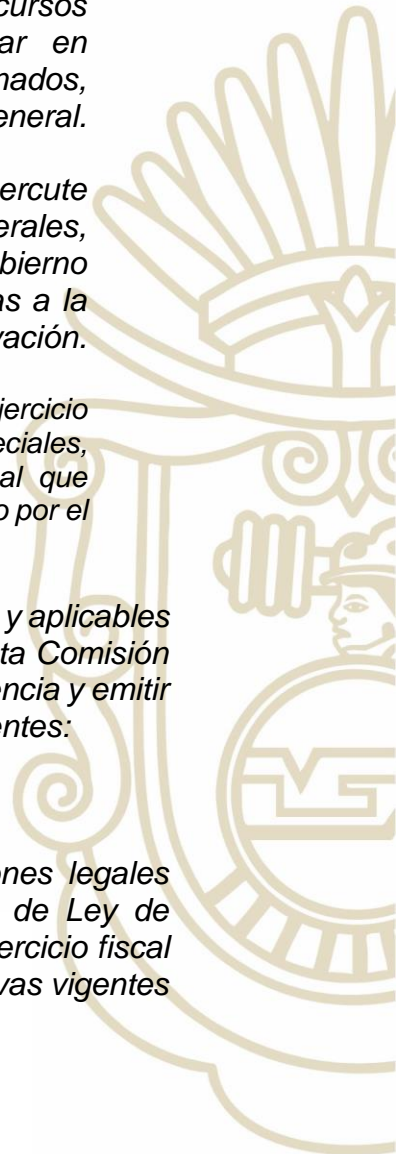 cursos
ar en
nados,
eneral.
ercute
erales,
bierno
as a la
vación.
jercicio
eciales,
al que
o por el
y aplicables
ta Comisión
encia y emitir
entes:
ones legales
de Ley de
ercicio fiscal
vas vigentes